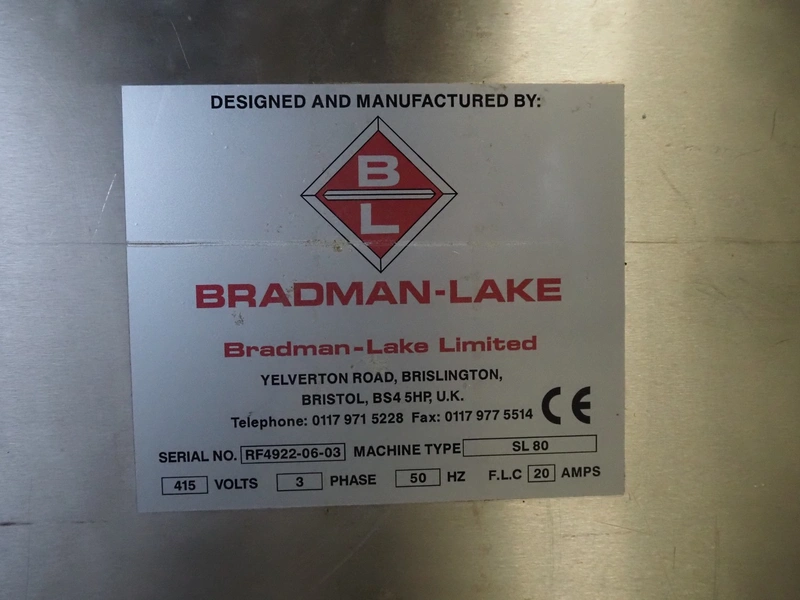 DESIGNED AND MANUFACTURED BY:
B
L
BRADMAN-LAKE
Bradman-Lake Limited
YELVERTON ROAD, BRISLINGTON,
BRISTOL, BS4 5HP, U.K.
Telephone: 0117 971 5228 Fax: 0117 977 5514 CE
SERIAL NO. RF4922-06-03 MACHINE TYPE SL 80
415 VOLTS 3 PHASE 50 HZ F.L.C 20 AMPS